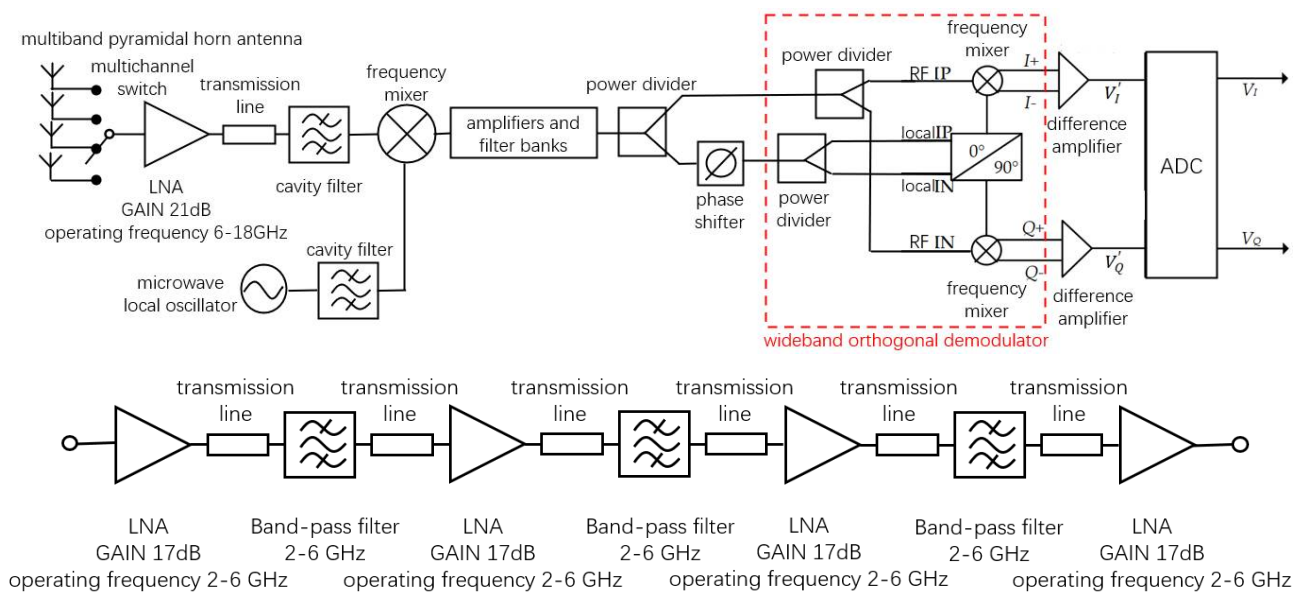 multiband pyramidal horn antenna
multichannel
switch
transmission
line
LNA
GAIN 21dB
operating frequency 6-18GHz
cavity filter
frequency
mixer
cavity filter
microwave
local oscillator
amplifiers and
filter banks
power divider
phase
shifter
power divider
power
divider
RF IP
localIP
localIN
RF IN
0°
90°
frequency
mixer
I+
I-
Q+
Q-
frequency
mixer
wideband orthogonal demodulator
V'I
difference
amplifier
V'Q
difference
amplifier
ADC
VI
VQ
transmission
line
transmission
line
transmission
line
transmission
line
transmission
line
transmission
line
LNA
GAIN 17dB
operating frequency 2-6 GHz
Band-pass filter
2-6 GHz
LNA
GAIN 17dB
operating frequency 2-6 GHz
Band-pass filter
2-6 GHz
LNA
GAIN 17dB
operating frequency 2-6 GHz
Band-pass filter
2-6 GHz
LNA
GAIN 17dB
operating frequency 2-6 GHz